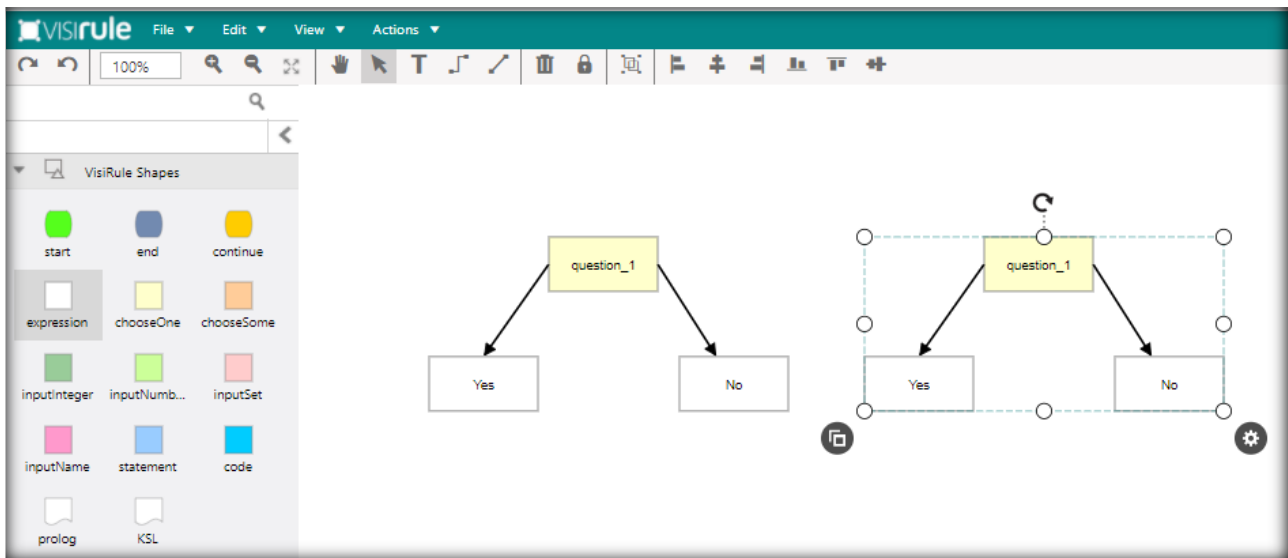 VISIrule File Edit View Actions
100%
VisiRule Shapes
start end continue
expression chooseOne chooseSome
inputInteger inputNumb... inputSet
inputName statement code
prolog KSL
question_1 question_1
Yes No Yes No